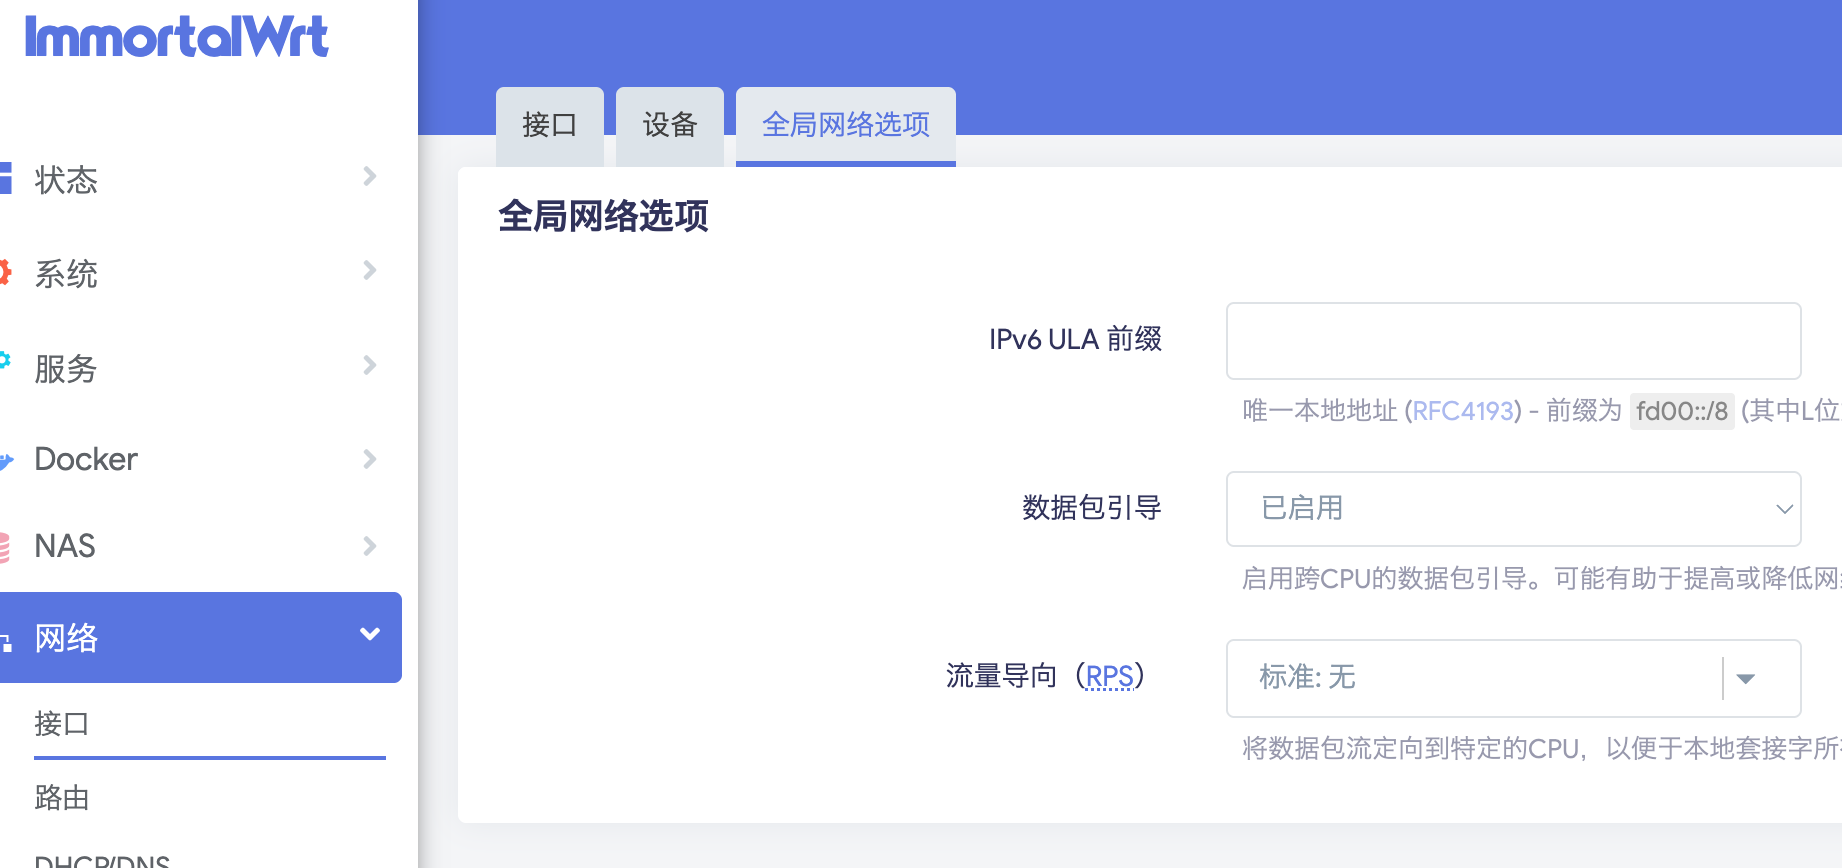 ImmortalWrt
状态
系统
服务
Docker
NAS
网络
接口
路由
DHCP/DNS
接口
设备
全局网络选项
全局网络选项
IPv6 ULA 前缀
唯一本地地址 (RFC4193) - 前缀为 fd00::/8 (其中L位
数据包引导
已启用
启用跨CPU的数据包引导。可能有助于提高或降低网
流量导向（RPS）
标准: 无
将数据包流定向到特定的CPU，以便于本地套接字所